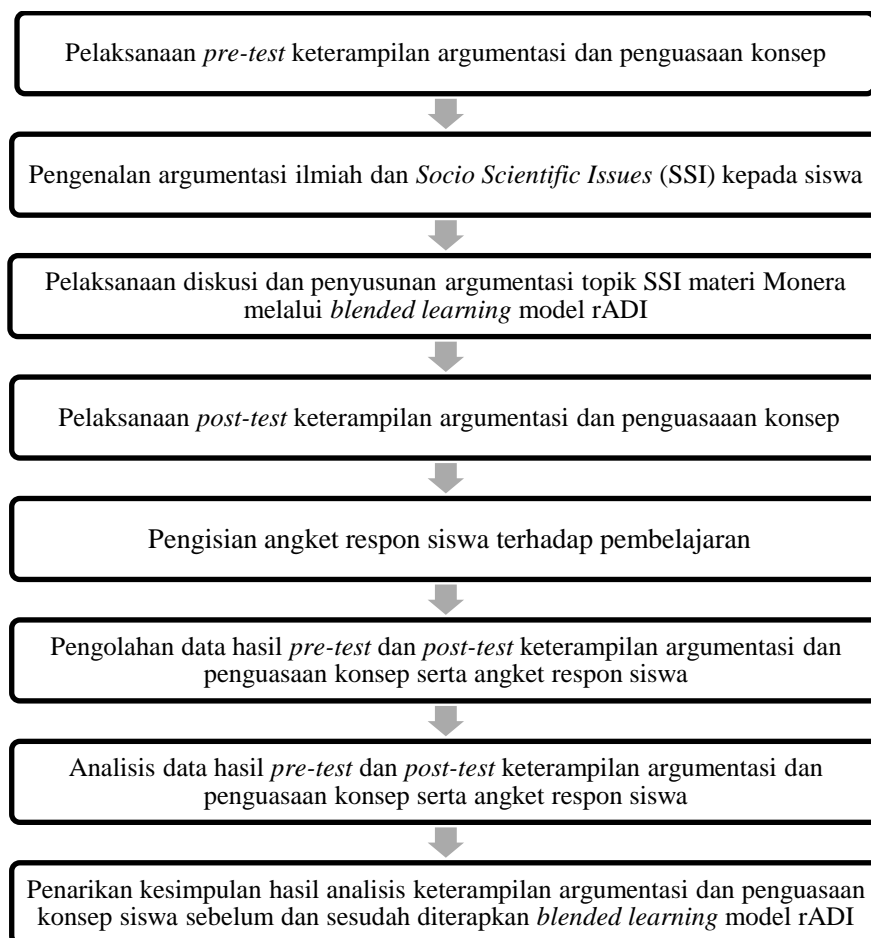 Pelaksanaan pre-test keterampilan argumentasi dan penguasaan konsep
Pengenalan argumentasi ilmiah dan Socio Scientific Issues (SSI) kepada siswa
Pelaksanaan diskusi dan penyusunan argumentasi topik SSI materi Monera
melalui blended learning model rADI
Pelaksanaan post-test keterampilan argumentasi dan penguasaaan konsep
Pengisian angket respon siswa terhadap pembelajaran
Pengolahan data hasil pre-test dan post-test keterampilan argumentasi dan
penguasaan konsep serta angket respon siswa
Analisis data hasil pre-test dan post-test keterampilan argumentasi dan
penguasaan konsep serta angket respon siswa
Penarikan kesimpulan hasil analisis keterampilan argumentasi dan penguasaan
konsep siswa sebelum dan sesudah diterapkan blended learning model rADI